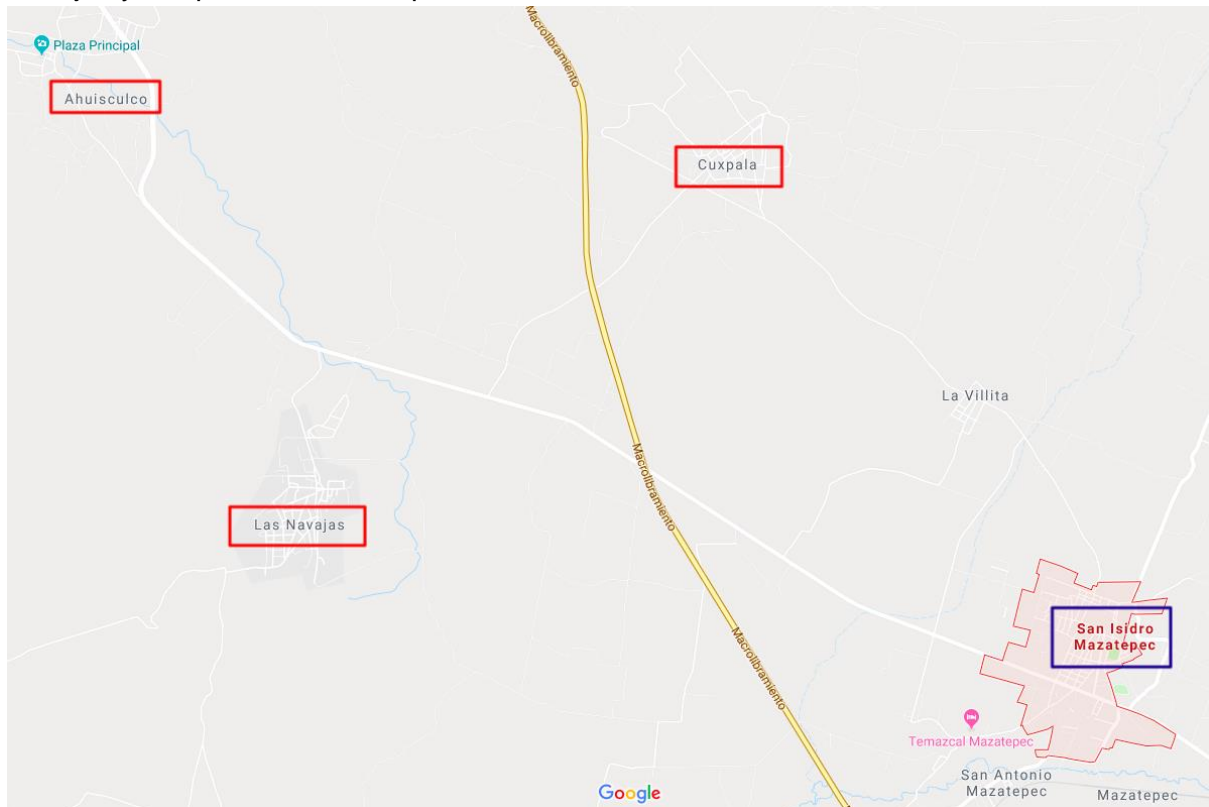 Macrolibramiento
Plaza Principal
Ahuisculco
Cuxpala
La Villita
Macrolibramiento
Las Navajas
San Isidro
Mazatepec
Macrolibramiento
Temazcal Mazatepec
San Antonio
Mazatepec
Mazatepec
Google